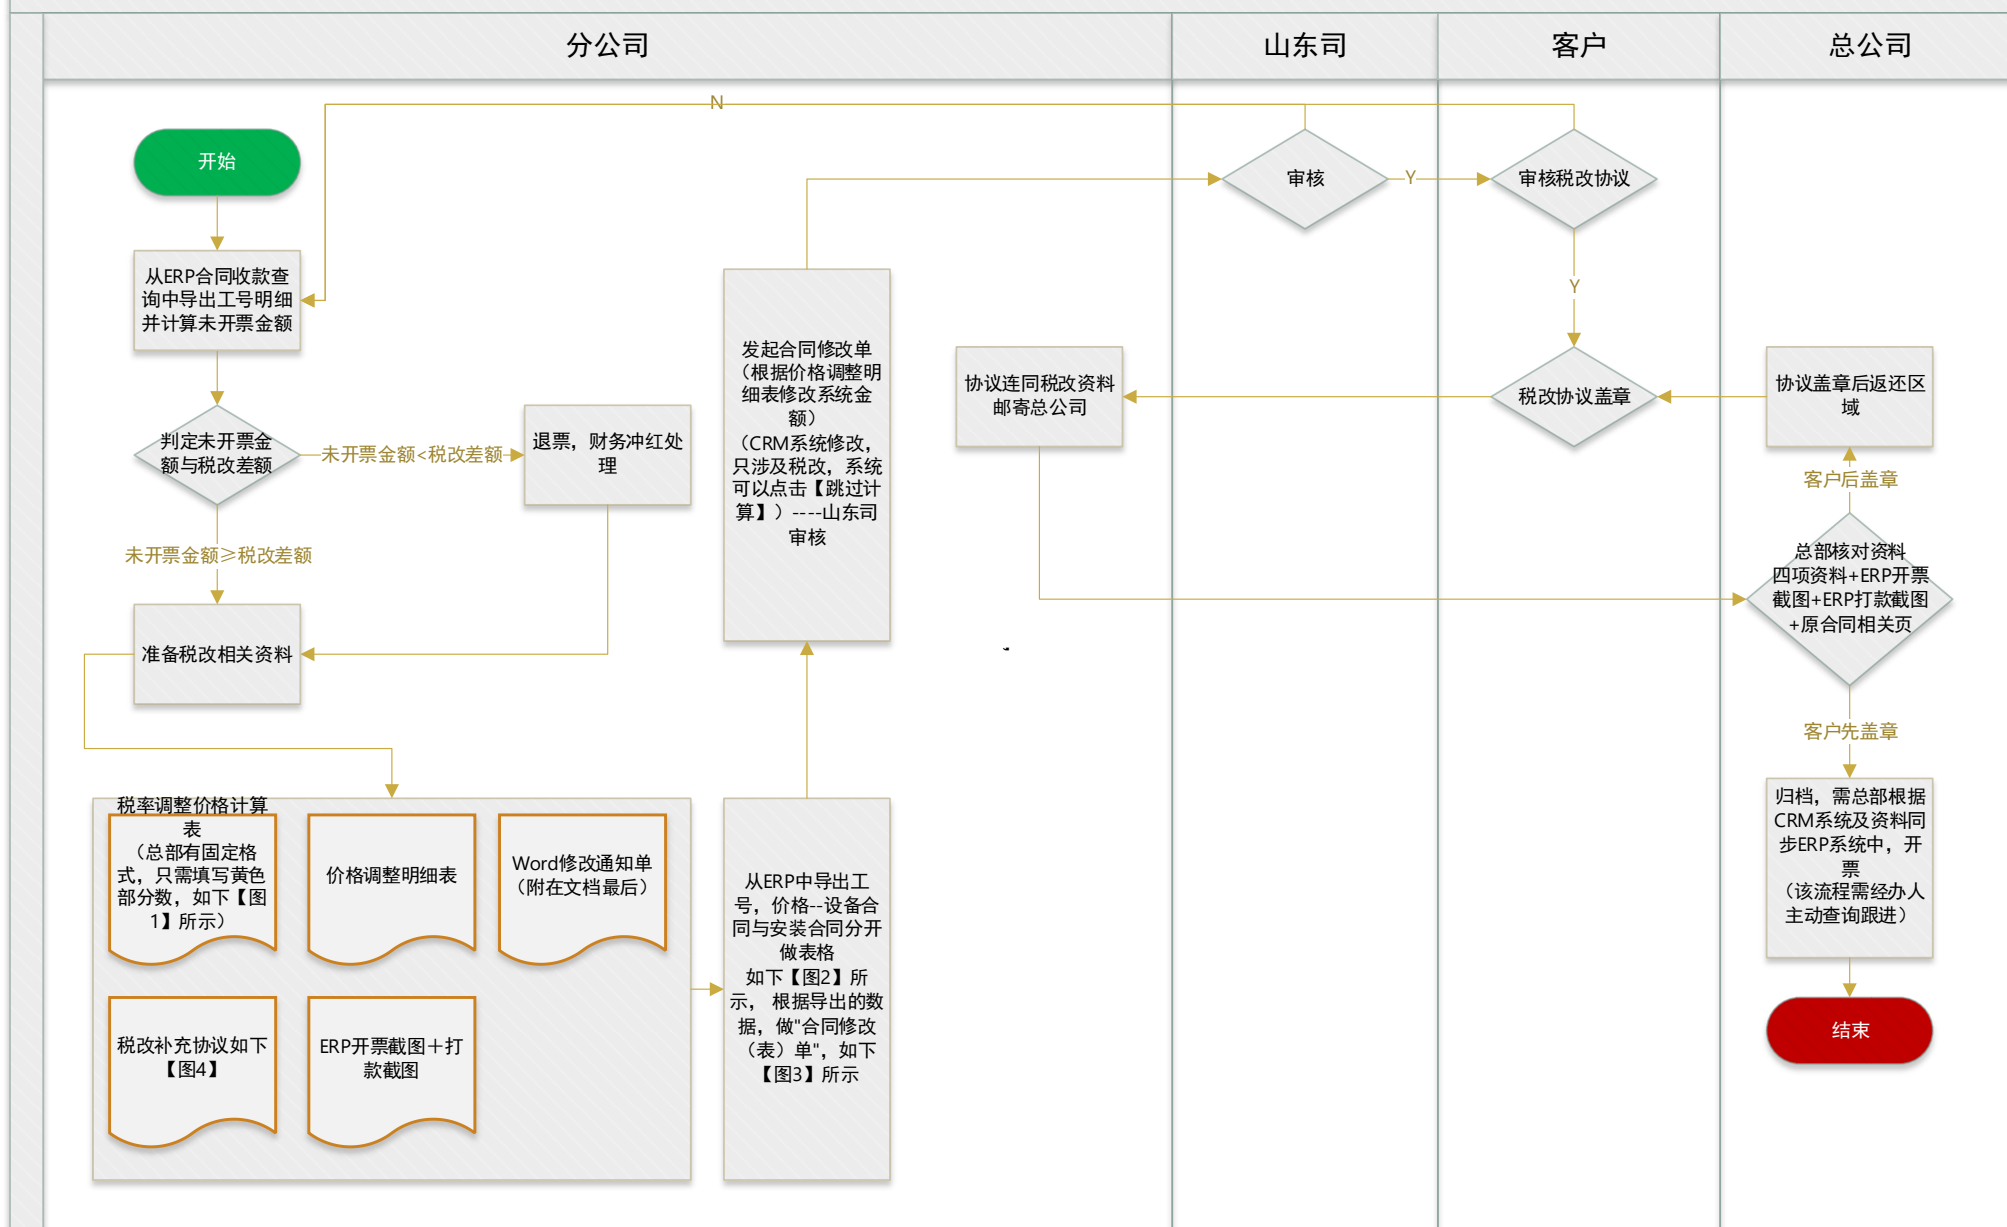 分公司
山东司
客户
总公司
N
开始
从ERP合同收款查
询中导出工号明细
并计算未开票金额
判定未开票金
额与税改差额
未开票金额<税改差额
退票，财务冲红处
理
未开票金额≥税改差额
准备税改相关资料
税率调整价格计算
表
（总部有固定格
式，只需填写黄色
部分数，如下【图
1】所示）
价格调整明细表
Word修改通知单
（附在文档最后）
税改补充协议如下
【图4】
ERP开票截图＋打
款截图
从ERP中导出工
号，价格--设备合
同与安装合同分开
做表格
如下【图2】所
示， 根据导出的数
据，做"合同修改
（表）单"，如下
【图3】所示
发起合同修改单
（根据价格调整明
细表修改系统金
额）
（CRM系统修改，
只涉及税改，系统
可以点击【跳过计
算】）----山东司
审核
审核
Y
审核税改协议
Y
税改协议盖章
协议连同税改资料
邮寄总公司
协议盖章后返还区
域
客户后盖章
总部核对资料
四项资料+ERP开票
截图+ERP打款截图
+原合同相关页
客户先盖章
归档，需总部根据
CRM系统及资料同
步ERP系统中，开
票
（该流程需经办人
主动查询跟进）
结束